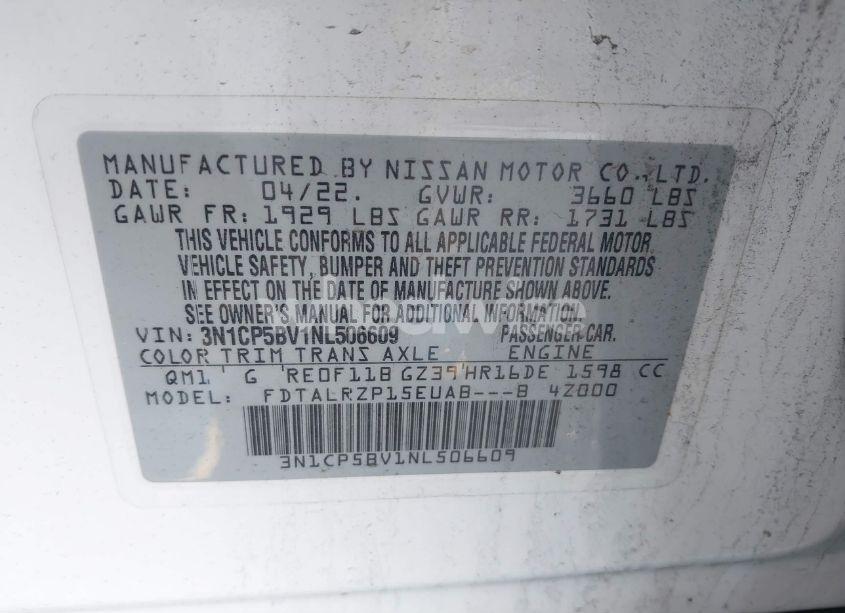 MANUFACTURED BY NISSAN MOTOR CO., LTD.
DATE: 04/22. GVWR: 3660 LBS
GAWR FR: 1929 LBS GAWR RR: 1731 LBS
THIS VEHICLE CONFORMS TO ALL APPLICABLE FEDERAL MOTOR
VEHICLE SAFETY, BUMPER AND THEFT PREVENTION STANDARDS
IN EFFECT ON THE DATE OF MANUFACTURE SHOWN ABOVE.
SEE OWNER'S MANUAL FOR ADDITIONAL INFORMATION.
VIN: 3N1CP5BV1NL506609 PASSENGER CAR.
COLOR TRIM TRANS AXLE ENGINE
QM1 G RE0F11B GZ39 HR16DE 1598 CC
MODEL: FDTALRZP15EUAB---B 4Z000
3N1CP5BV1NL506609